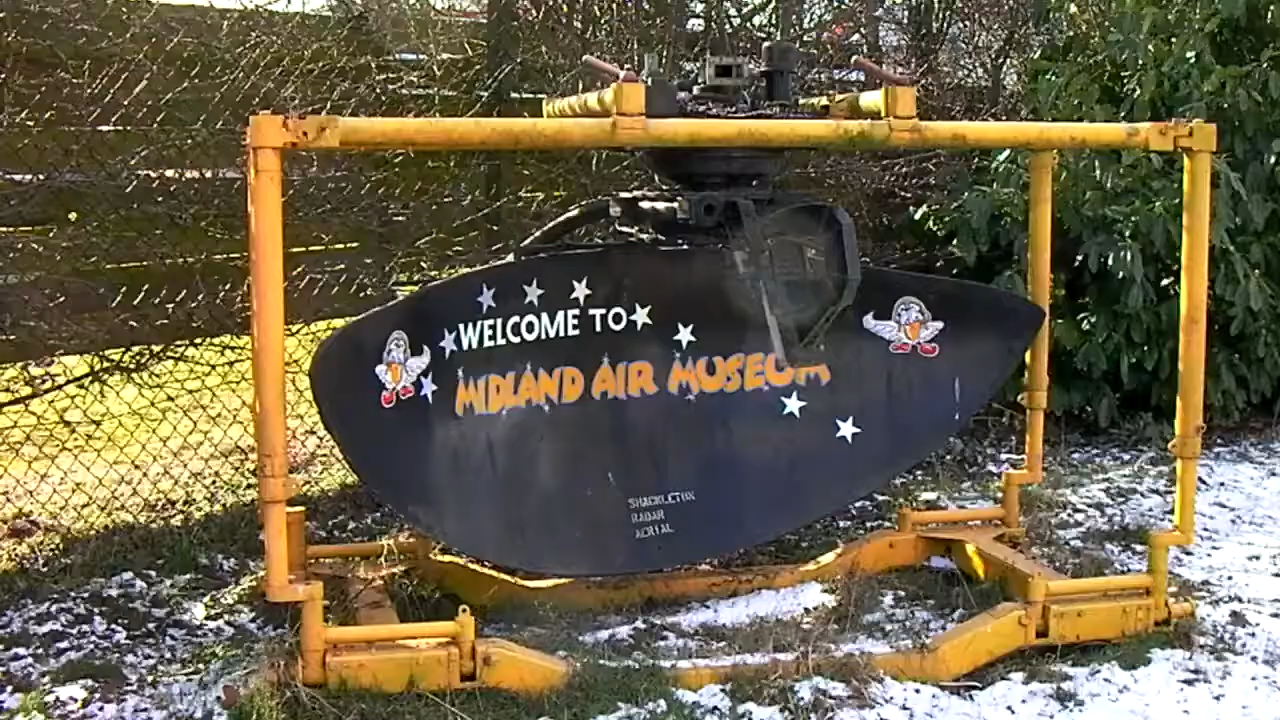 WELCOME TO
MIDLAND AIR MUSEUM
SHACKLETON
RADAR
AERIAL